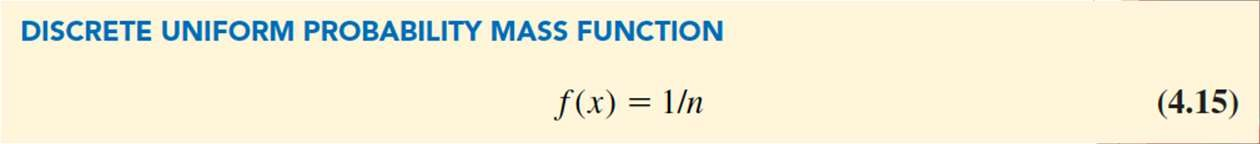 DISCRETE UNIFORM PROBABILITY MASS FUNCTION
f(x) = 1/n (4.15)